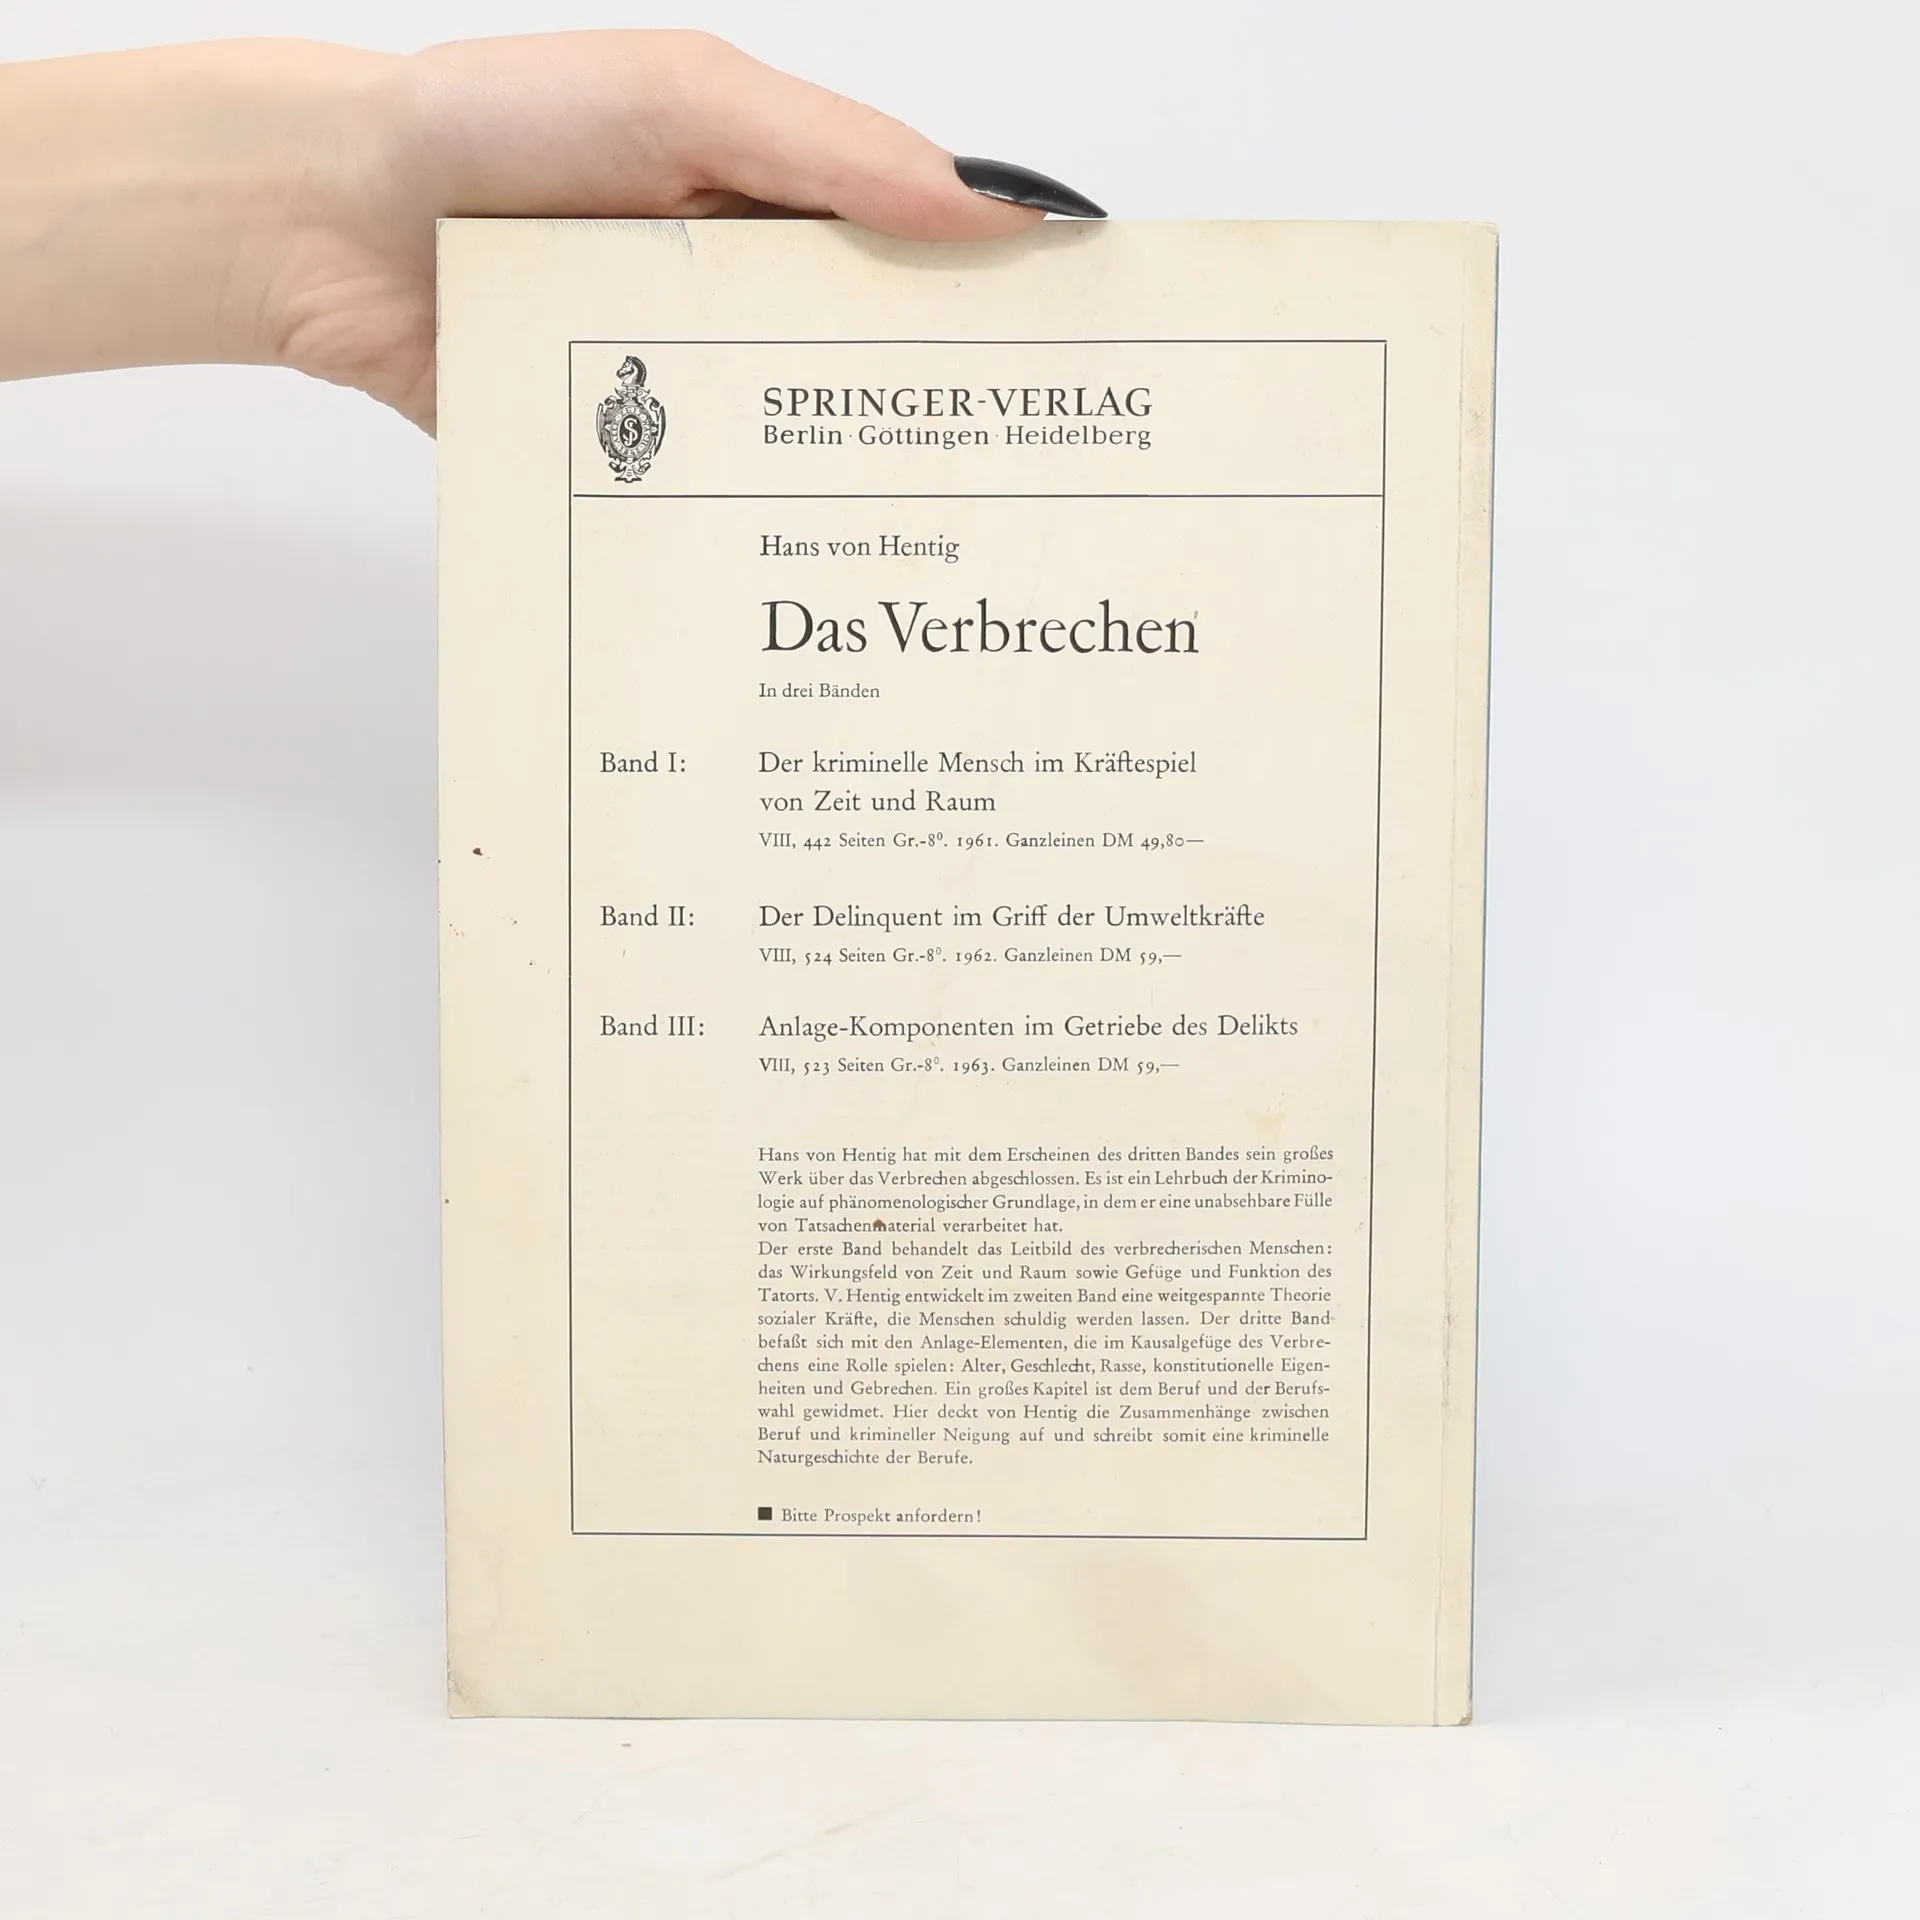 SPRINGER-VERLAG
Berlin · Göttingen · Heidelberg
Hans von Hentig
Das Verbrechen
In drei Bänden
Band I: Der kriminelle Mensch im Kräftespiel
von Zeit und Raum
VIII, 442 Seiten Gr.-8⁰. 1961. Ganzleinen DM 49,80—
Band II: Der Delinquent im Griff der Umweltkräfte
VIII, 524 Seiten Gr.-8⁰. 1962. Ganzleinen DM 59,—
Band III: Anlage-Komponenten im Getriebe des Delikts
VIII, 523 Seiten Gr.-8⁰. 1963. Ganzleinen DM 59,—
Hans von Hentig hat mit dem Erscheinen des dritten Bandes sein großes
Werk über das Verbrechen abgeschlossen. Es ist ein Lehrbuch der Krimino-
logie auf phänomenologischer Grundlage, in dem er eine unabsehbare Fülle
von Tatsachenmaterial verarbeitet hat.
Der erste Band behandelt das Leitbild des verbrecherischen Menschen:
das Wirkungsfeld von Zeit und Raum sowie Gefüge und Funktion des
Tatorts. V. Hentig entwickelt im zweiten Band eine weitgespannte Theorie
sozialer Kräfte, die Menschen schuldig werden lassen. Der dritte Band
befaßt sich mit den Anlage-Elementen, die im Kausalgefüge des Verbre-
chens eine Rolle spielen: Alter, Geschlecht, Rasse, konstitutionelle Eigen-
heiten und Gebrechen. Ein großes Kapitel ist dem Beruf und der Berufs-
wahl gewidmet. Hier deckt von Hentig die Zusammenhänge zwischen
Beruf und krimineller Neigung auf und schreibt somit eine kriminelle
Naturgeschichte der Berufe.
■ Bitte Prospekt anfordern!